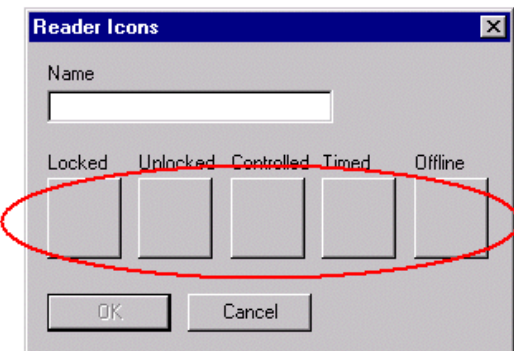 Reader Icons
Name
Locked Unlocked Controlled Timed Offline
OK Cancel